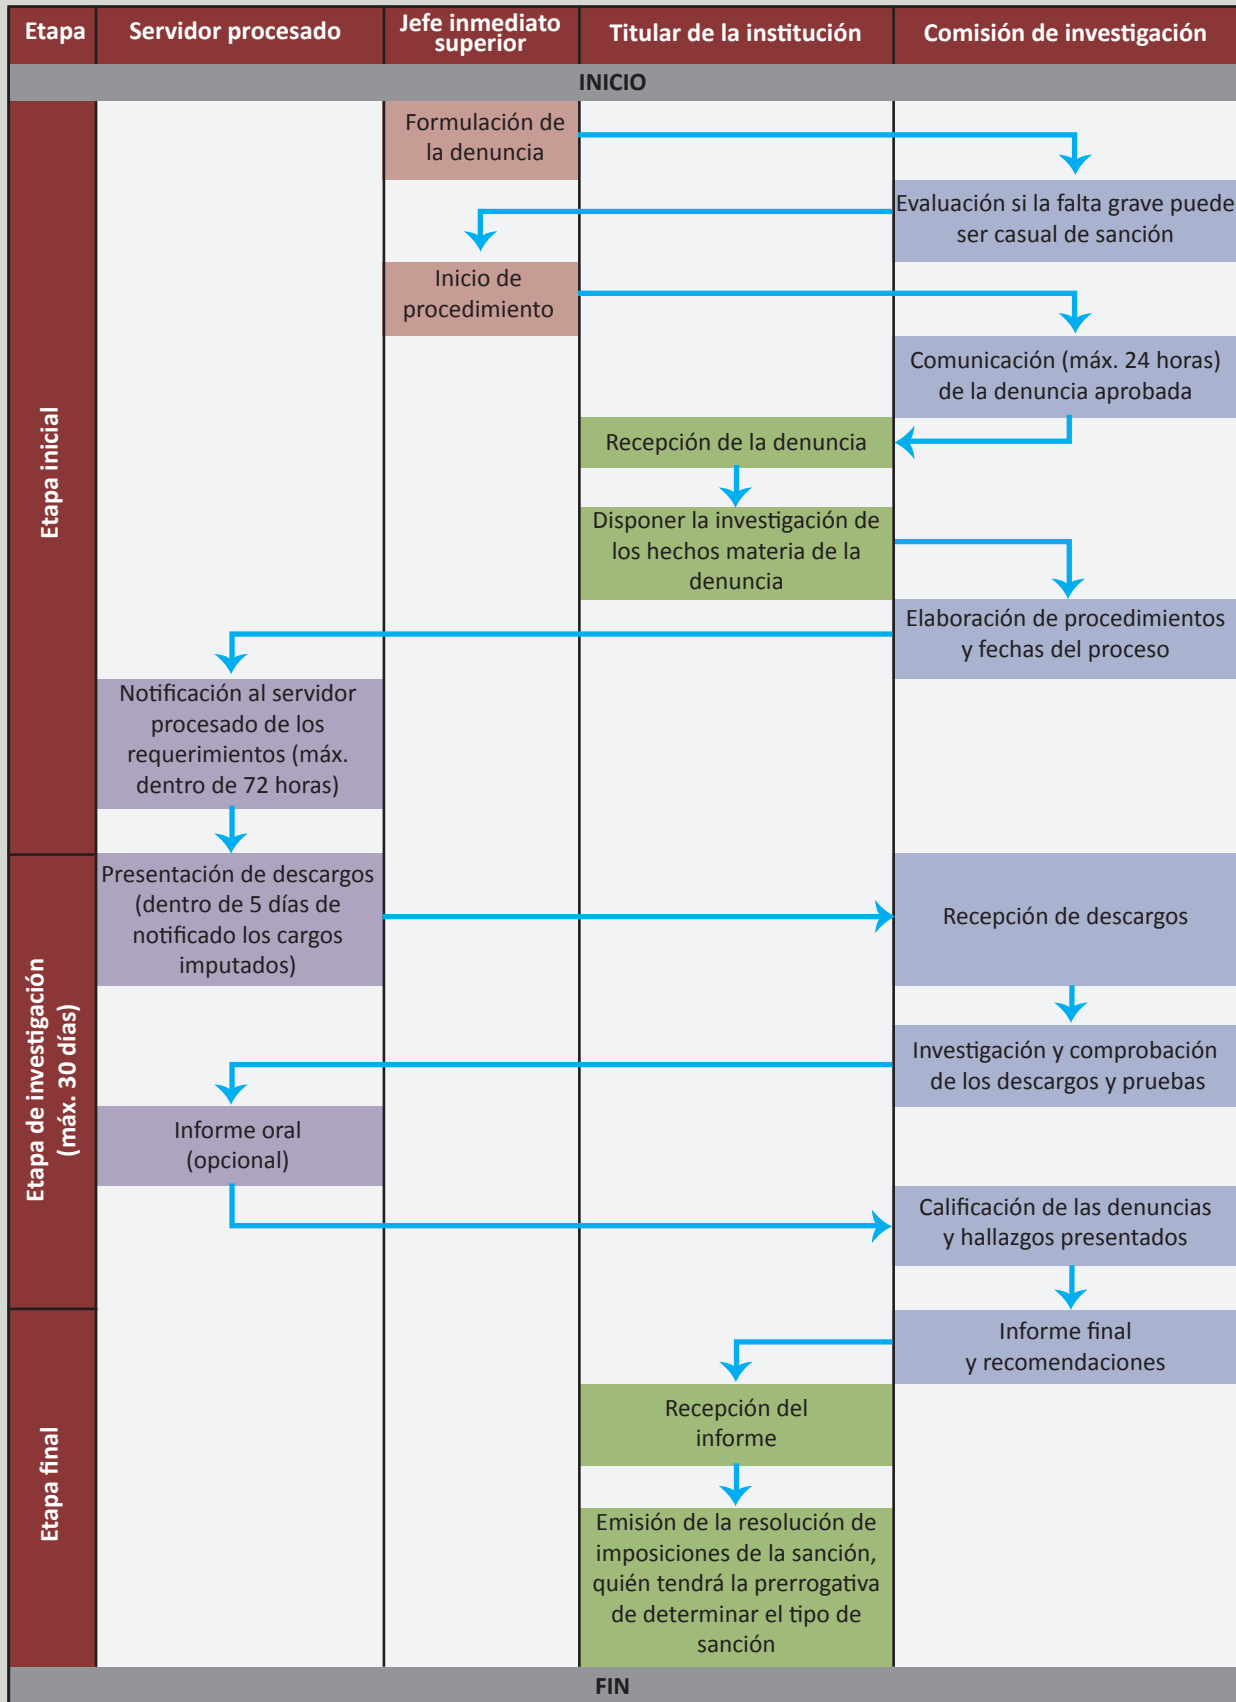 Etapa
Servidor procesado
Jefe inmediato
superior
Titular de la institución
Comisión de investigación
INICIO
Etapa inicial
Formulación de
la denuncia
Evaluación si la falta grave puede
ser casual de sanción
Inicio de
procedimiento
Comunicación (máx. 24 horas)
de la denuncia aprobada
Recepción de la denuncia
Disponer la investigación de
los hechos materia de la
denuncia
Elaboración de procedimientos
y fechas del proceso
Notificación al servidor
procesado de los
requerimientos (máx.
dentro de 72 horas)
Etapa de investigación
(máx. 30 días)
Presentación de descargos
(dentro de 5 días de
notificado los cargos
imputados)
Recepción de descargos
Investigación y comprobación
de los descargos y pruebas
Informe oral
(opcional)
Calificación de las denuncias
y hallazgos presentados
Etapa final
Informe final
y recomendaciones
Recepción del
informe
Emisión de la resolución de
imposiciones de la sanción,
quién tendrá la prerrogativa
de determinar el tipo de
sanción
FIN